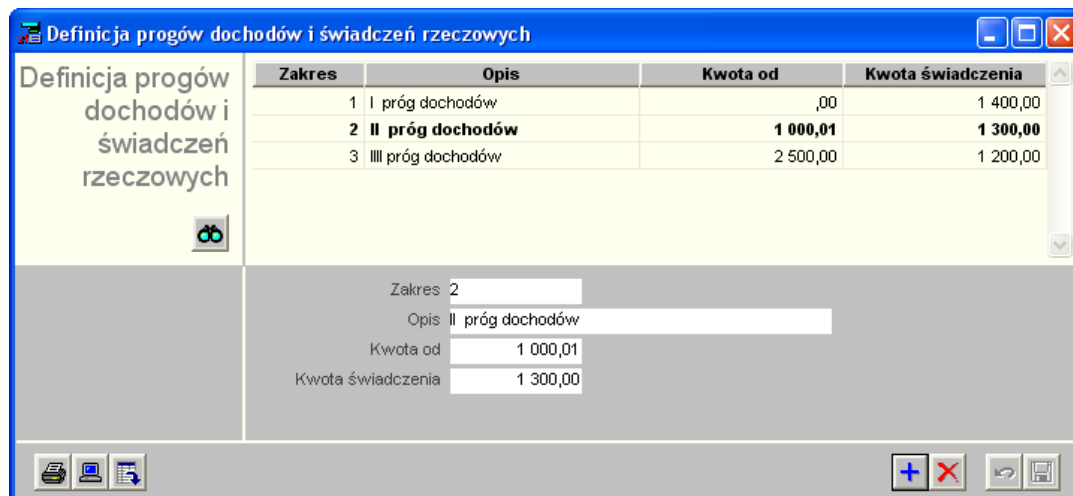 Definicja progów dochodów i świadczeń rzeczowych
Definicja progów
dochodów i
świadczeń
rzeczowych
Zakres Opis Kwota od Kwota świadczenia
1 I próg dochodów ,00 1 400,00
2 II próg dochodów 1 000,01 1 300,00
3 IIII próg dochodów 2 500,00 1 200,00
Zakres 2
Opis II próg dochodów
Kwota od 1 000,01
Kwota świadczenia 1 300,00